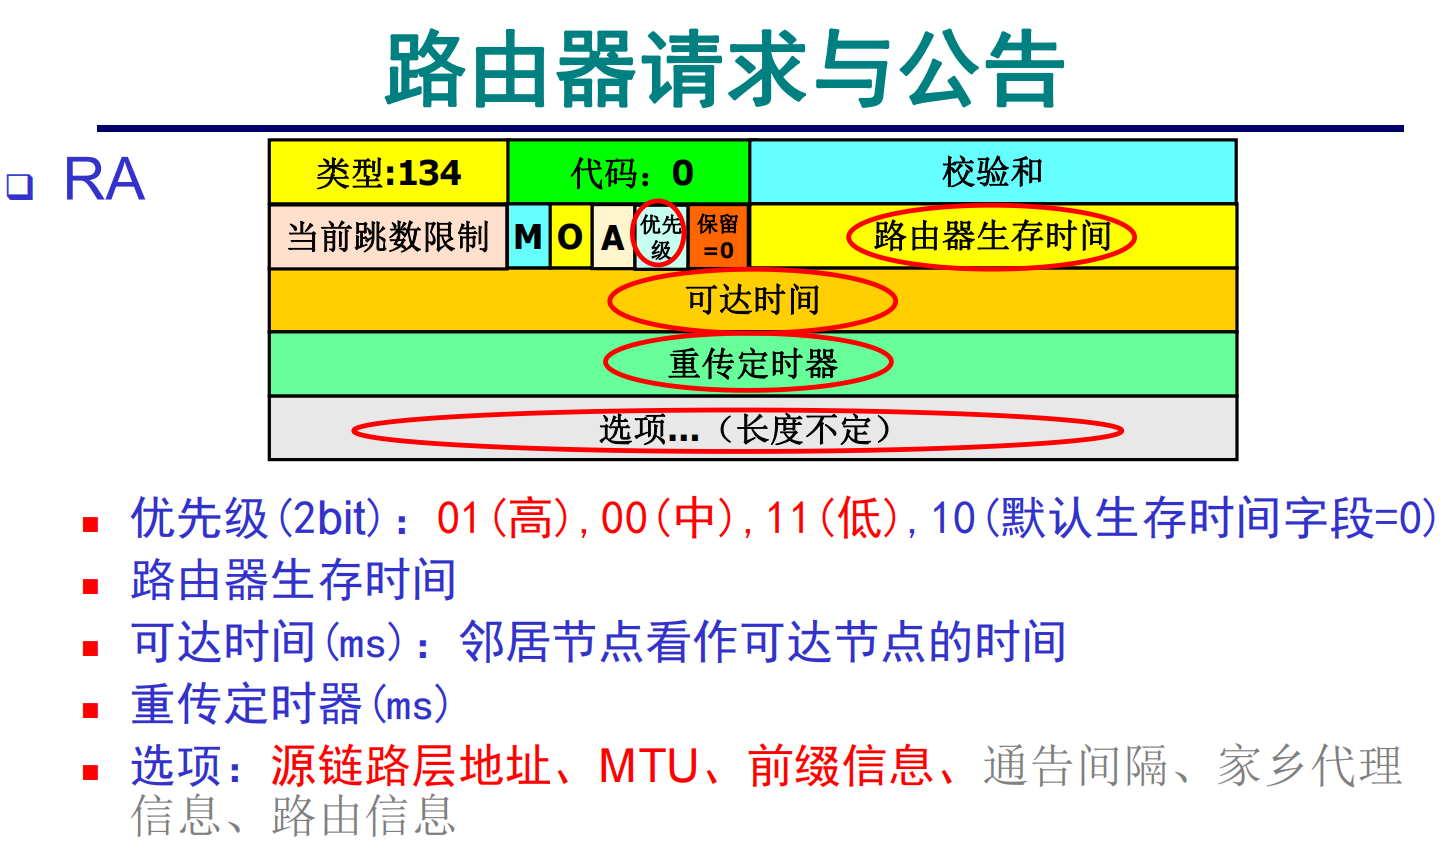 路由器请求与公告
RA
类型:134 代码：0 校验和
当前跳数限制 M O A 优先级 保留=0 路由器生存时间
可达时间
重传定时器
选项…（长度不定）
优先级(2bit)：01(高),00(中),11(低),10(默认生存时间字段=0)
路由器生存时间
可达时间(ms)：邻居节点看作可达节点的时间
重传定时器(ms)
选项：源链路层地址、MTU、前缀信息、通告间隔、家乡代理
信息、路由信息